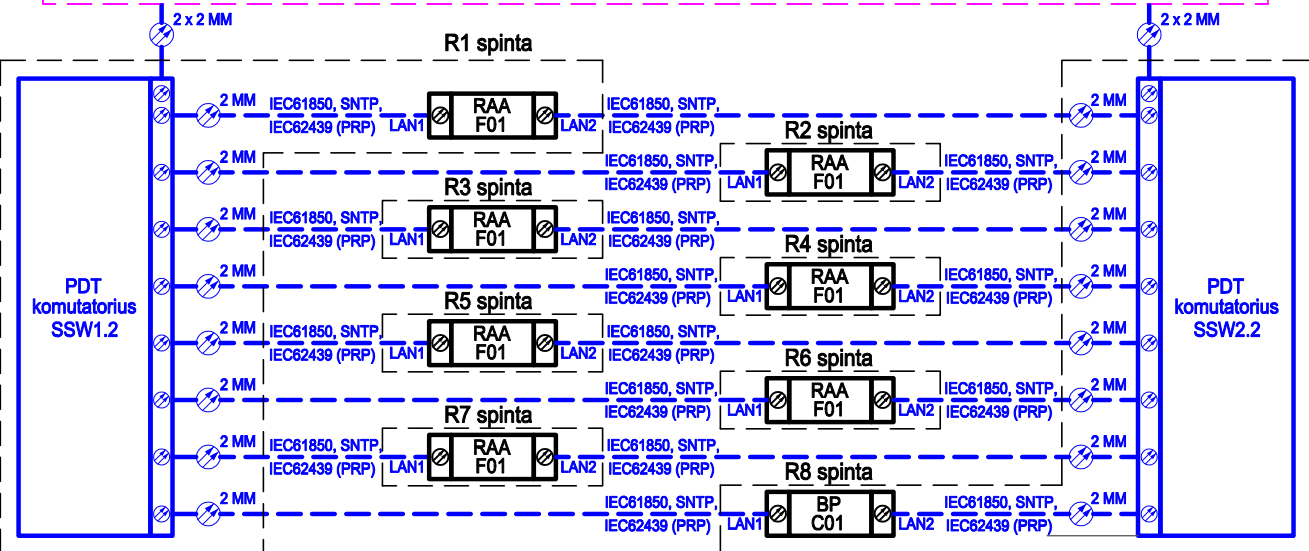 2 x 2 MM
2 x 2 MM
R1 spinta
2 MM
IEC61850, SNTP,
IEC62439 (PRP)
LAN1
RAA
F01
LAN2
IEC61850, SNTP,
IEC62439 (PRP)
2 MM
R2 spinta
2 MM
IEC61850, SNTP,
IEC62439 (PRP)
LAN1
RAA
F01
LAN2
IEC61850, SNTP,
IEC62439 (PRP)
2 MM
R3 spinta
2 MM
IEC61850, SNTP,
IEC62439 (PRP)
LAN1
RAA
F01
LAN2
IEC61850, SNTP,
IEC62439 (PRP)
2 MM
R4 spinta
2 MM
IEC61850, SNTP,
IEC62439 (PRP)
LAN1
RAA
F01
LAN2
IEC61850, SNTP,
IEC62439 (PRP)
2 MM
PDT
komutatorius
SSW1.2
PDT
komutatorius
SSW2.2
R5 spinta
2 MM
IEC61850, SNTP,
IEC62439 (PRP)
LAN1
RAA
F01
LAN2
IEC61850, SNTP,
IEC62439 (PRP)
2 MM
R6 spinta
2 MM
IEC61850, SNTP,
IEC62439 (PRP)
LAN1
RAA
F01
LAN2
IEC61850, SNTP,
IEC62439 (PRP)
2 MM
R7 spinta
2 MM
IEC61850, SNTP,
IEC62439 (PRP)
LAN1
RAA
F01
LAN2
IEC61850, SNTP,
IEC62439 (PRP)
2 MM
R8 spinta
2 MM
IEC61850, SNTP,
IEC62439 (PRP)
LAN1
BP
C01
LAN2
IEC61850, SNTP,
IEC62439 (PRP)
2 MM